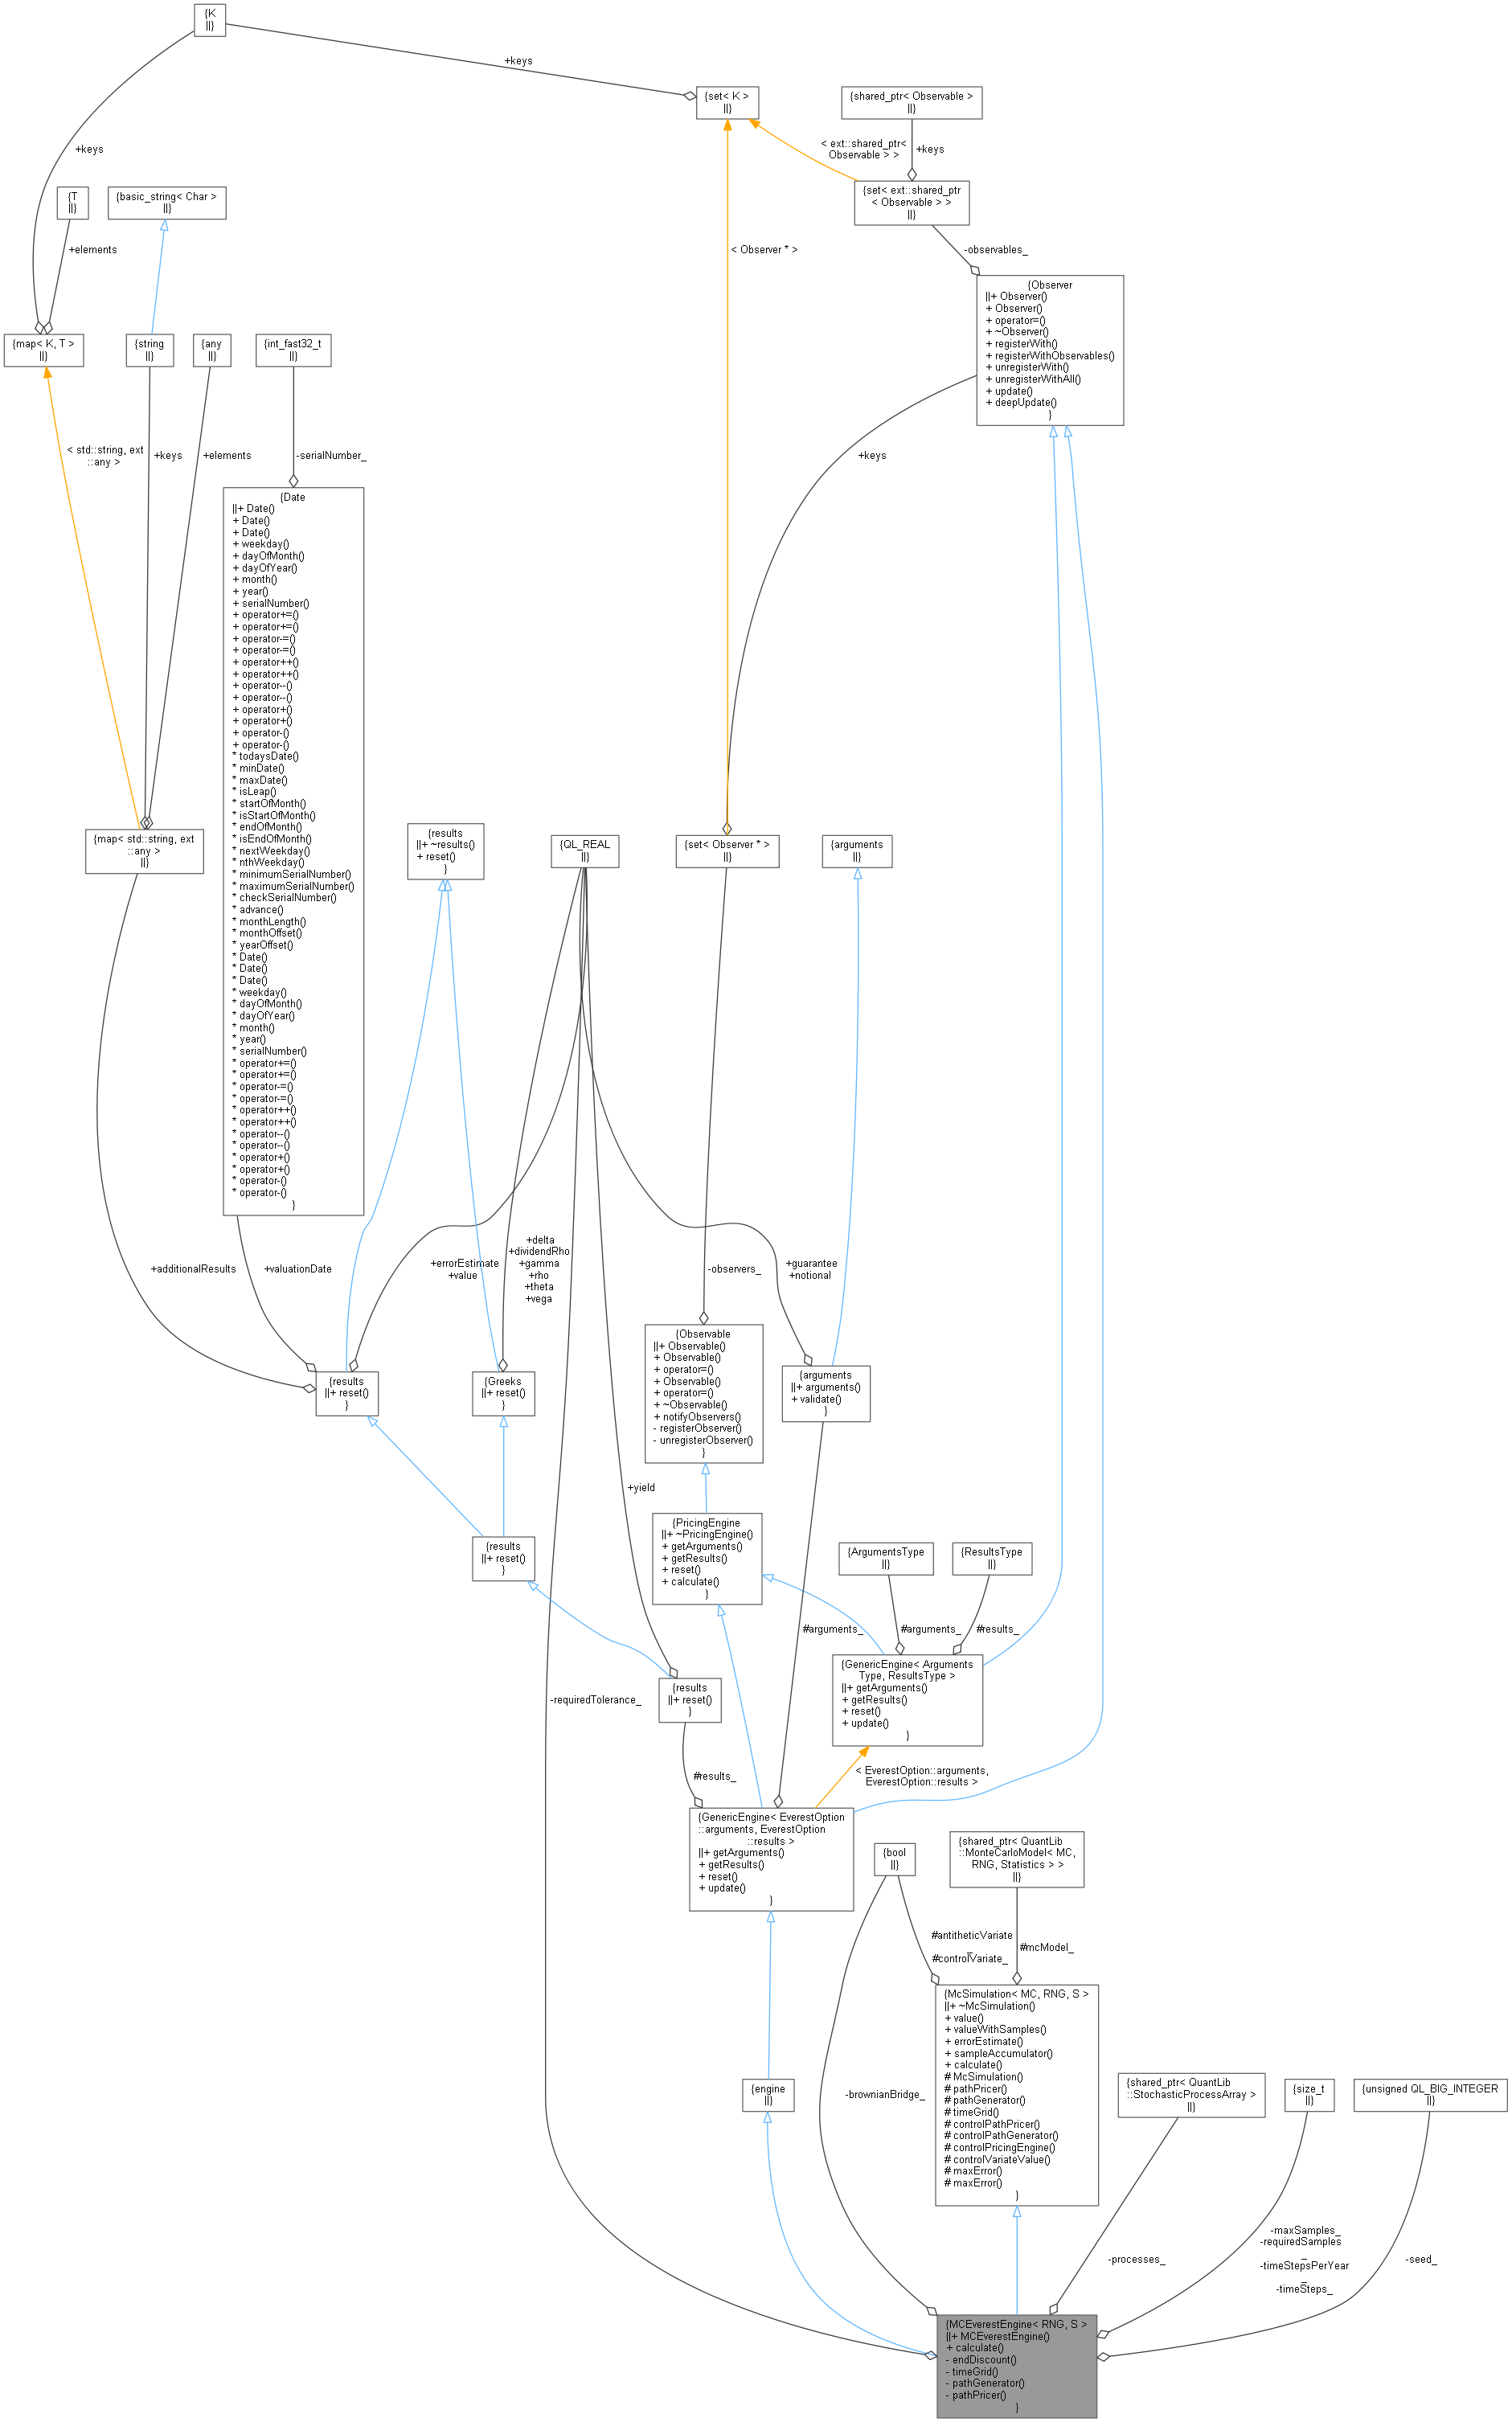 {K
||}
+keys
{set< K >
||}
{shared_ptr< Observable >
||}
+keys
< ext::shared_ptr<
Observable > >
+keys
{T
||}
{basic_string< Char >
||}
{set< ext::shared_ptr
< Observable > >
||}
+elements
< Observer * >
-observables_
{Observer
||+ Observer()
+ Observer()
+ operator=()
+ ~Observer()
+ registerWith()
+ registerWithObservables()
+ unregisterWith()
+ unregisterWithAll()
+ update()
+ deepUpdate()
}
{map< K, T >
||}
{string
||}
{any
||}
{int_fast32_t
||}
< std::string, ext
::any >
+keys
+elements
-serialNumber_
+keys
{Date
||+ Date()
+ Date()
+ Date()
+ weekday()
+ dayOfMonth()
+ dayOfYear()
+ month()
+ year()
+ serialNumber()
+ operator+=()
+ operator+=()
+ operator-=()
+ operator-=()
+ operator++()
+ operator++()
+ operator--()
+ operator--()
+ operator+()
+ operator+()
+ operator-()
+ operator-()
* todaysDate()
* minDate()
* maxDate()
* isLeap()
* startOfMonth()
* isStartOfMonth()
* endOfMonth()
* isEndOfMonth()
* nextWeekday()
* nthWeekday()
* minimumSerialNumber()
* maximumSerialNumber()
* checkSerialNumber()
* advance()
* monthLength()
* monthOffset()
* yearOffset()
* Date()
* Date()
* Date()
* weekday()
* dayOfMonth()
* dayOfYear()
* month()
* year()
* serialNumber()
* operator+=()
* operator+=()
* operator-=()
* operator-=()
* operator++()
* operator++()
* operator--()
* operator--()
* operator+()
* operator+()
* operator-()
* operator-()
}
{map< std::string, ext
::any >
||}
{results
||+ ~results()
+ reset()
}
{QL_REAL
||}
{set< Observer * >
||}
{arguments
||}
+additionalResults
+valuationDate
+errorEstimate
+value
+delta
+dividendRho
+gamma
+rho
+theta
+vega
-observers_
+guarantee
+notional
{results
||+ reset()
}
{Greeks
||+ reset()
}
{Observable
||+ Observable()
+ Observable()
+ operator=()
+ Observable()
+ operator=()
+ ~Observable()
+ notifyObservers()
- registerObserver()
- unregisterObserver()
}
{arguments
||+ arguments()
+ validate()
}
+yield
{results
||+ reset()
}
{PricingEngine
||+ ~PricingEngine()
+ getArguments()
+ getResults()
+ reset()
+ calculate()
}
{ArgumentsType
||}
{ResultsType
||}
#arguments_
#arguments_
#results_
-requiredTolerance_
{results
||+ reset()
}
{GenericEngine< Arguments
Type, ResultsType >
||+ getArguments()
+ getResults()
+ reset()
+ update()
}
#results_
< EverestOption::arguments,
EverestOption::results >
{GenericEngine< EverestOption
::arguments, EverestOption
::results >
||+ getArguments()
+ getResults()
+ reset()
+ update()
}
{bool
||}
{shared_ptr< QuantLib
::MonteCarloModel< MC,
RNG, Statistics > >
||}
#antitheticVariate
_
#controlVariate_
#mcModel_
{McSimulation< MC, RNG, S >
||+ ~McSimulation()
+ value()
+ valueWithSamples()
+ errorEstimate()
+ sampleAccumulator()
+ calculate()
# McSimulation()
# pathPricer()
# pathGenerator()
# timeGrid()
# controlPathPricer()
# controlPathGenerator()
# controlPricingEngine()
# controlVariateValue()
# maxError()
# maxError()
}
{engine
||}
-brownianBridge_
{shared_ptr< QuantLib
::StochasticProcessArray >
||}
{size_t
||}
{unsigned QL_BIG_INTEGER
||}
-processes_
-maxSamples_
-requiredSamples
_
-timeStepsPerYear
_
-timeSteps_
-seed_
{MCEverestEngine< RNG, S >
||+ MCEverestEngine()
+ calculate()
- endDiscount()
- timeGrid()
- pathGenerator()
- pathPricer()
}